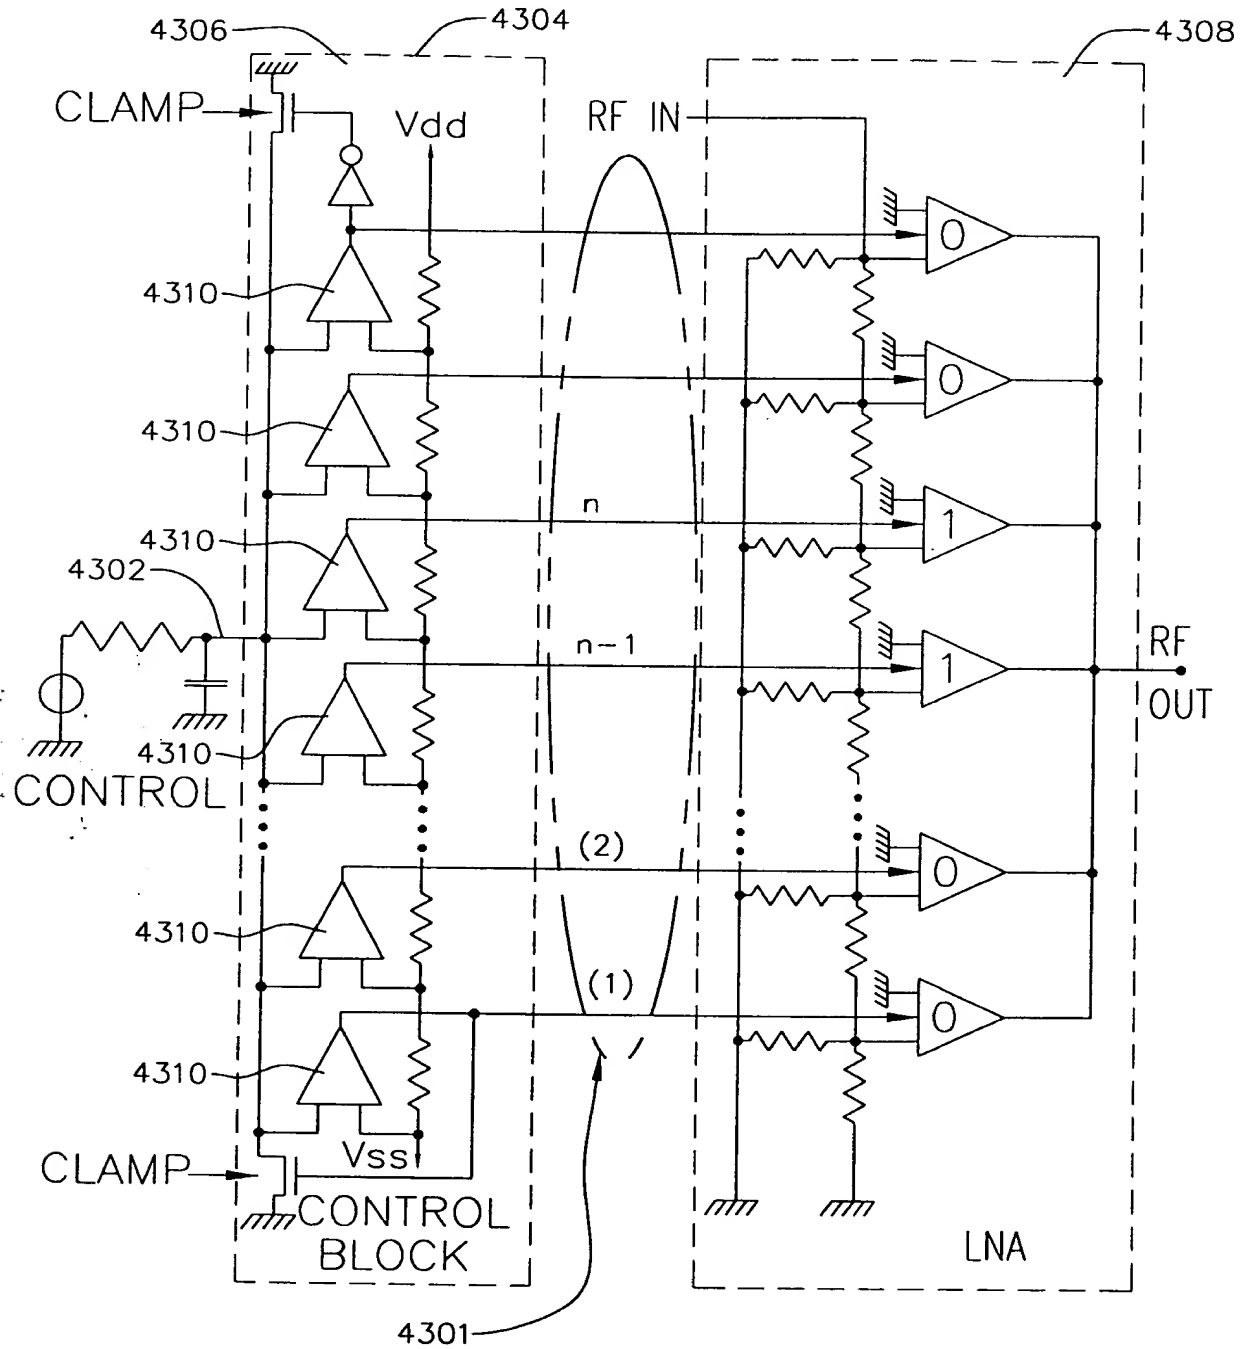 4306
4304
4308
CLAMP
Vdd
RF IN
0
4310
0
4310
n
1
4310
4302
n-1
1
RF
OUT
4310
CONTROL
(2)
0
4310
(1)
0
4310
Vss
CLAMP
CONTROL
BLOCK
LNA
4301